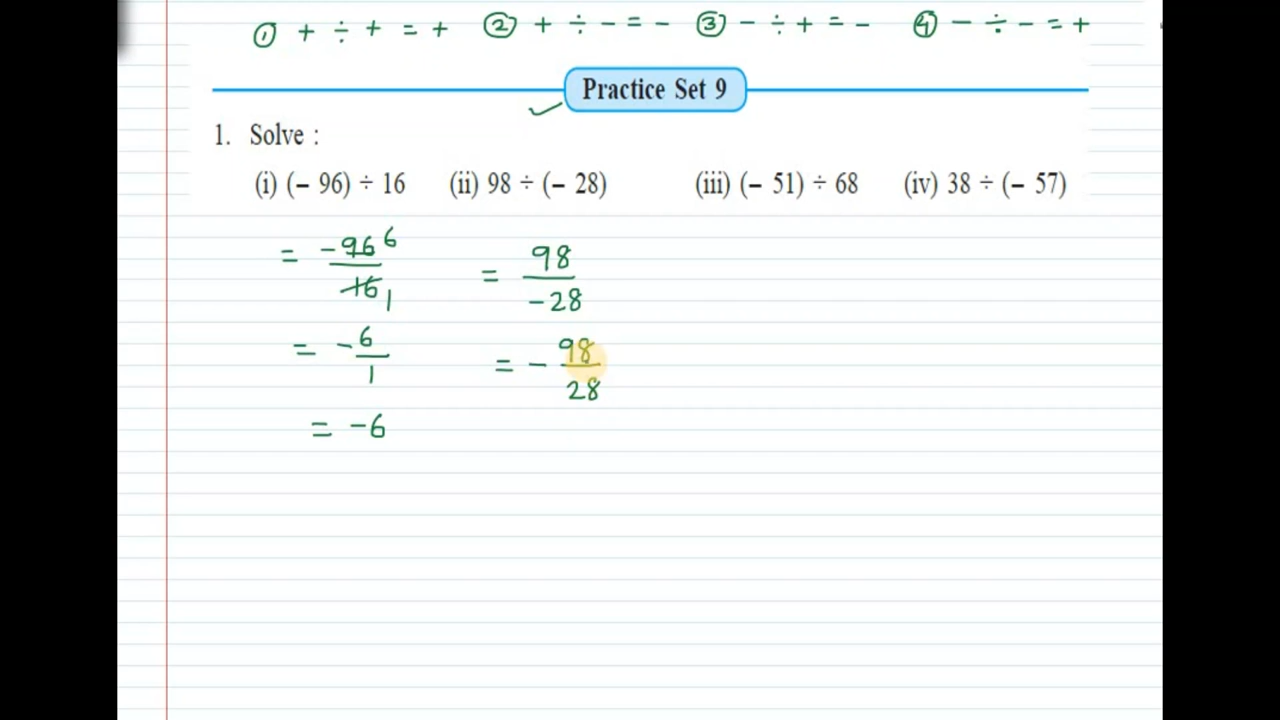 ① + ÷ + = + ② + ÷ - = - ③ - ÷ + = - ④ - ÷ - = +
Practice Set 9
1. Solve :
(i) (– 96) ÷ 16 (ii) 98 ÷ (– 28) (iii) (– 51) ÷ 68 (iv) 38 ÷ (– 57)
= -96 6 / 16 1 = 98 / -28
= - 6/1 = - 98/28
= -6